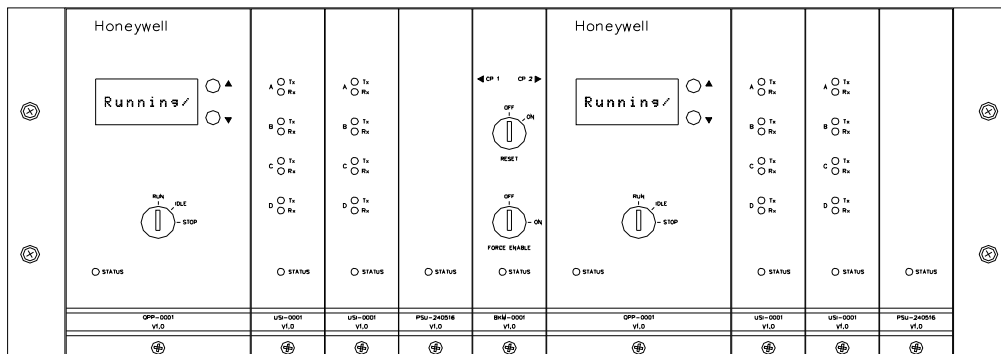 Honeywell
Running/
▲
▼
RUN
IDLE
STOP
STATUS
QPP-0001
V1.0
A Tx
Rx
B Tx
Rx
C Tx
Rx
D Tx
Rx
STATUS
USI-0001
V1.0
A Tx
Rx
B Tx
Rx
C Tx
Rx
D Tx
Rx
STATUS
USI-0001
V1.0
STATUS
PSU-240516
V1.0
◀ CP 1 CP 2 ▶
OFF
ON
RESET
OFF
ON
FORCE ENABLE
STATUS
BKM-0001
V1.0
Honeywell
Running/
▲
▼
RUN
IDLE
STOP
STATUS
QPP-0001
V1.0
A Tx
Rx
B Tx
Rx
C Tx
Rx
D Tx
Rx
STATUS
USI-0001
V1.0
A Tx
Rx
B Tx
Rx
C Tx
Rx
D Tx
Rx
STATUS
USI-0001
V1.0
STATUS
PSU-240516
V1.0